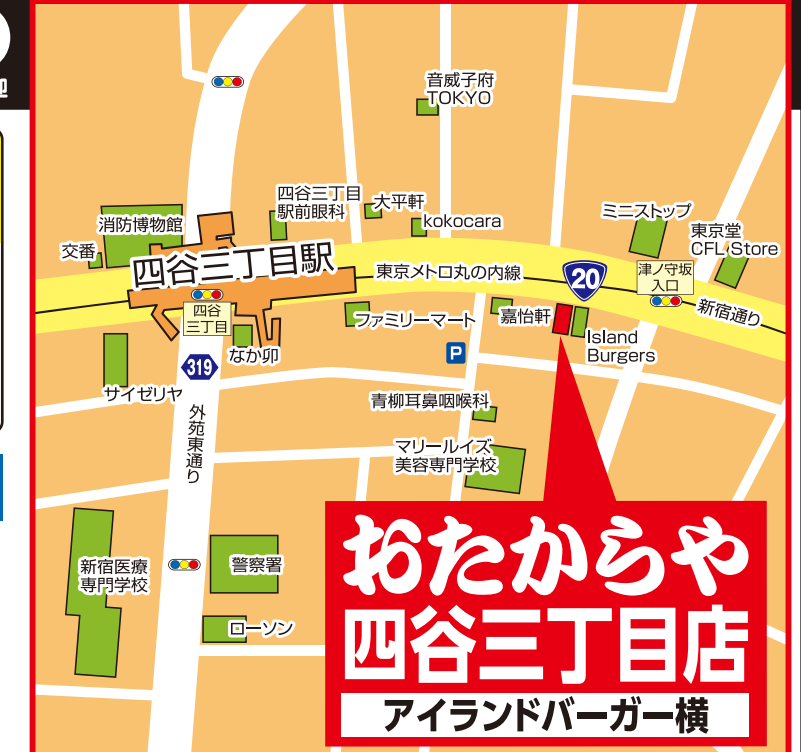 音威子府
TOKYO
四谷三丁目
駅前眼科
大平軒
kokocara
消防博物館
交番
四谷三丁目駅
東京メトロ丸の内線
ミニストップ
東京堂
CFL Store
20
津ノ守坂
入口
新宿通り
四谷
三丁目
ファミリーマート
嘉怡軒
Island
Burgers
なか卯
P
サイゼリヤ
319
外苑東通り
青柳耳鼻咽喉科
マリールイズ
美容専門学校
新宿医療
専門学校
警察署
ローソン
おたからや
四谷三丁目店
アイランドバーガー横